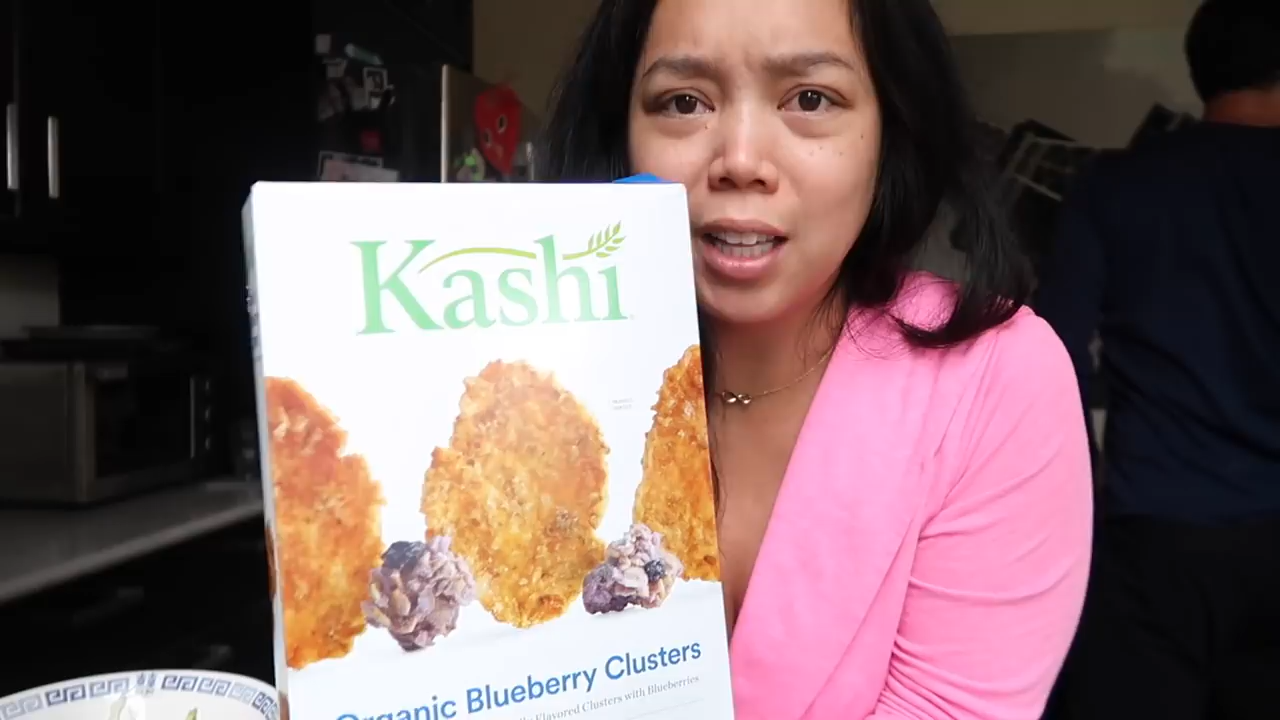 Kashi
Organic Blueberry Clusters
Flavored Clusters with Blueberries